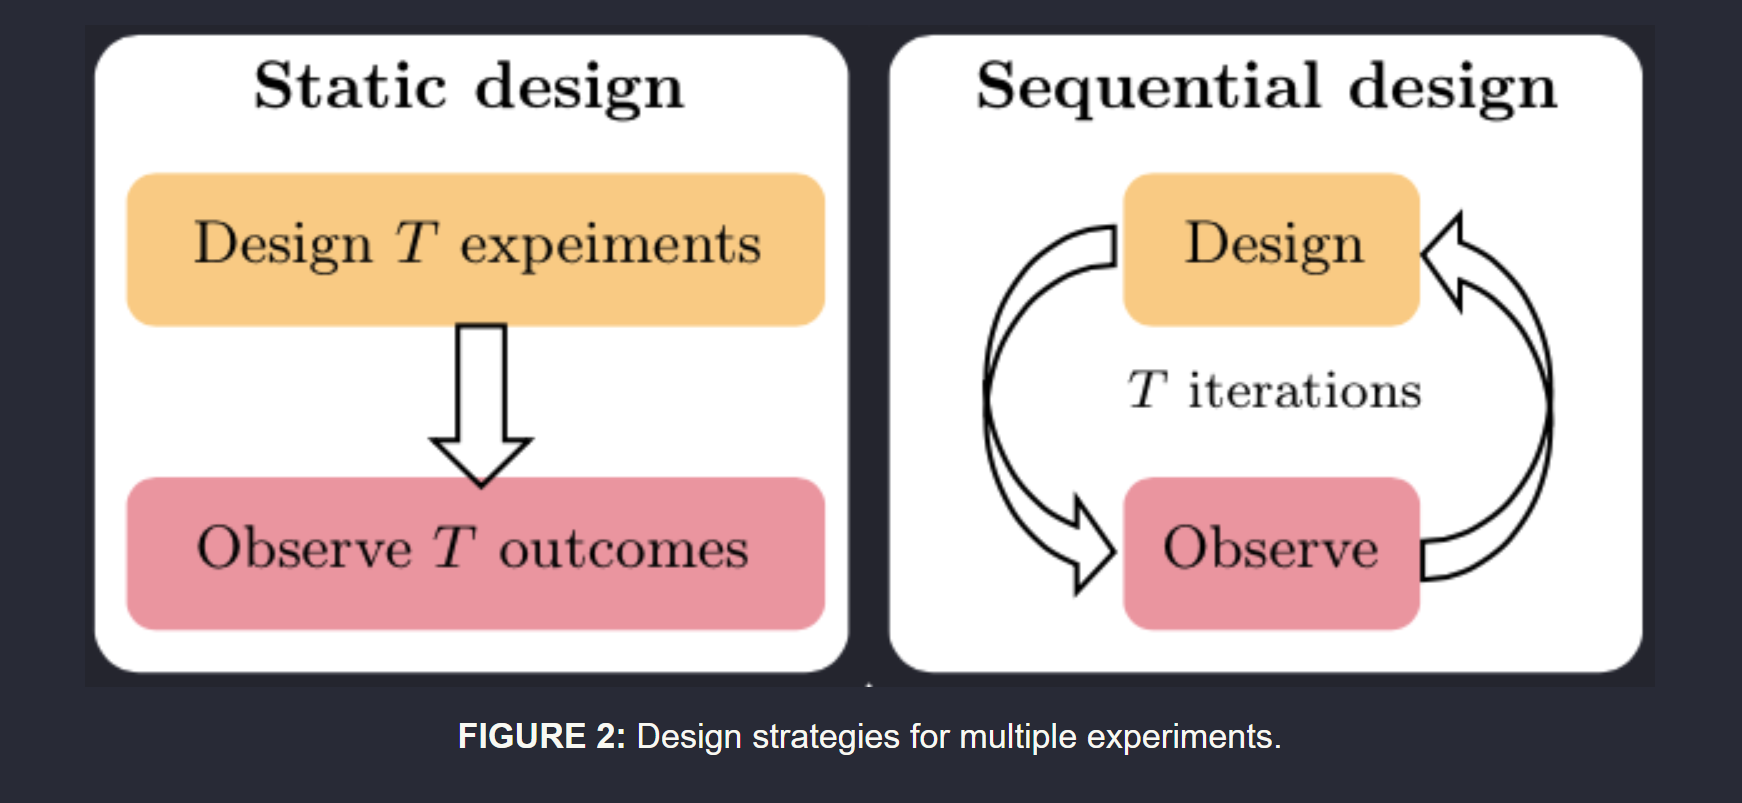 Static design
Design T expeiments
Observe T outcomes
Sequential design
Design
T iterations
Observe
FIGURE 2: Design strategies for multiple experiments.